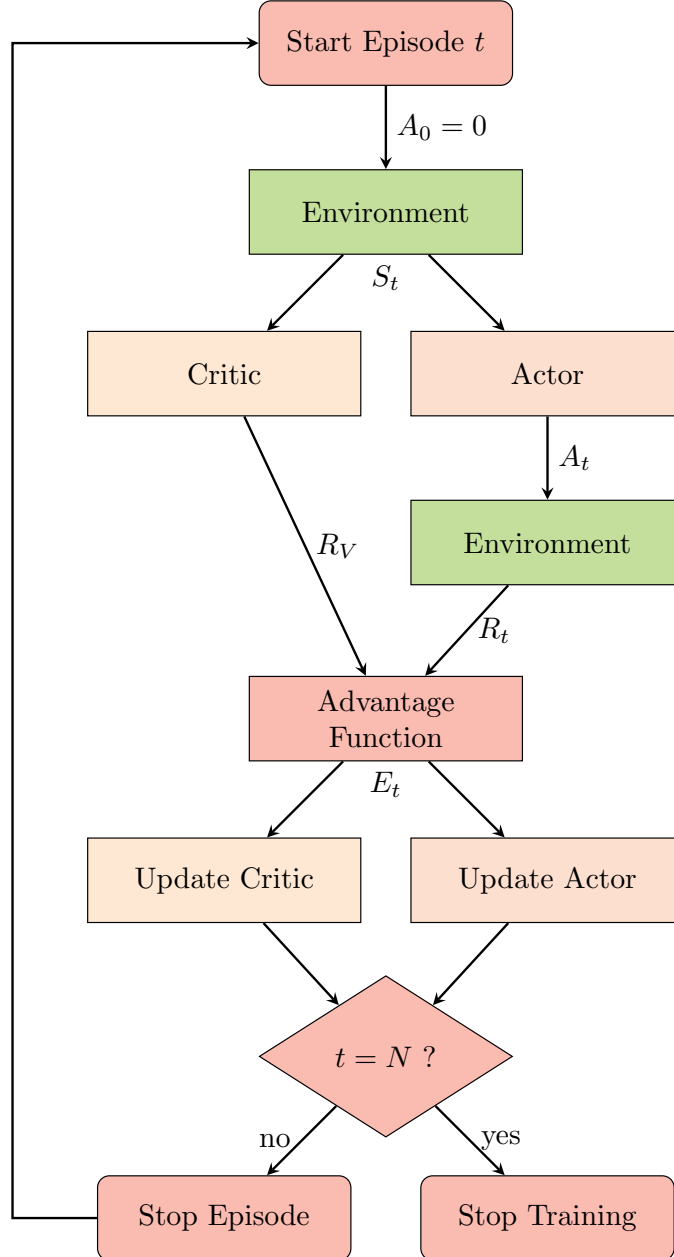 Start Episode t
A_0 = 0
Environment
S_t
Critic
Actor
A_t
R_V
Environment
R_t
Advantage
Function
E_t
Update Critic
Update Actor
t = N ?
no
yes
Stop Episode
Stop Training